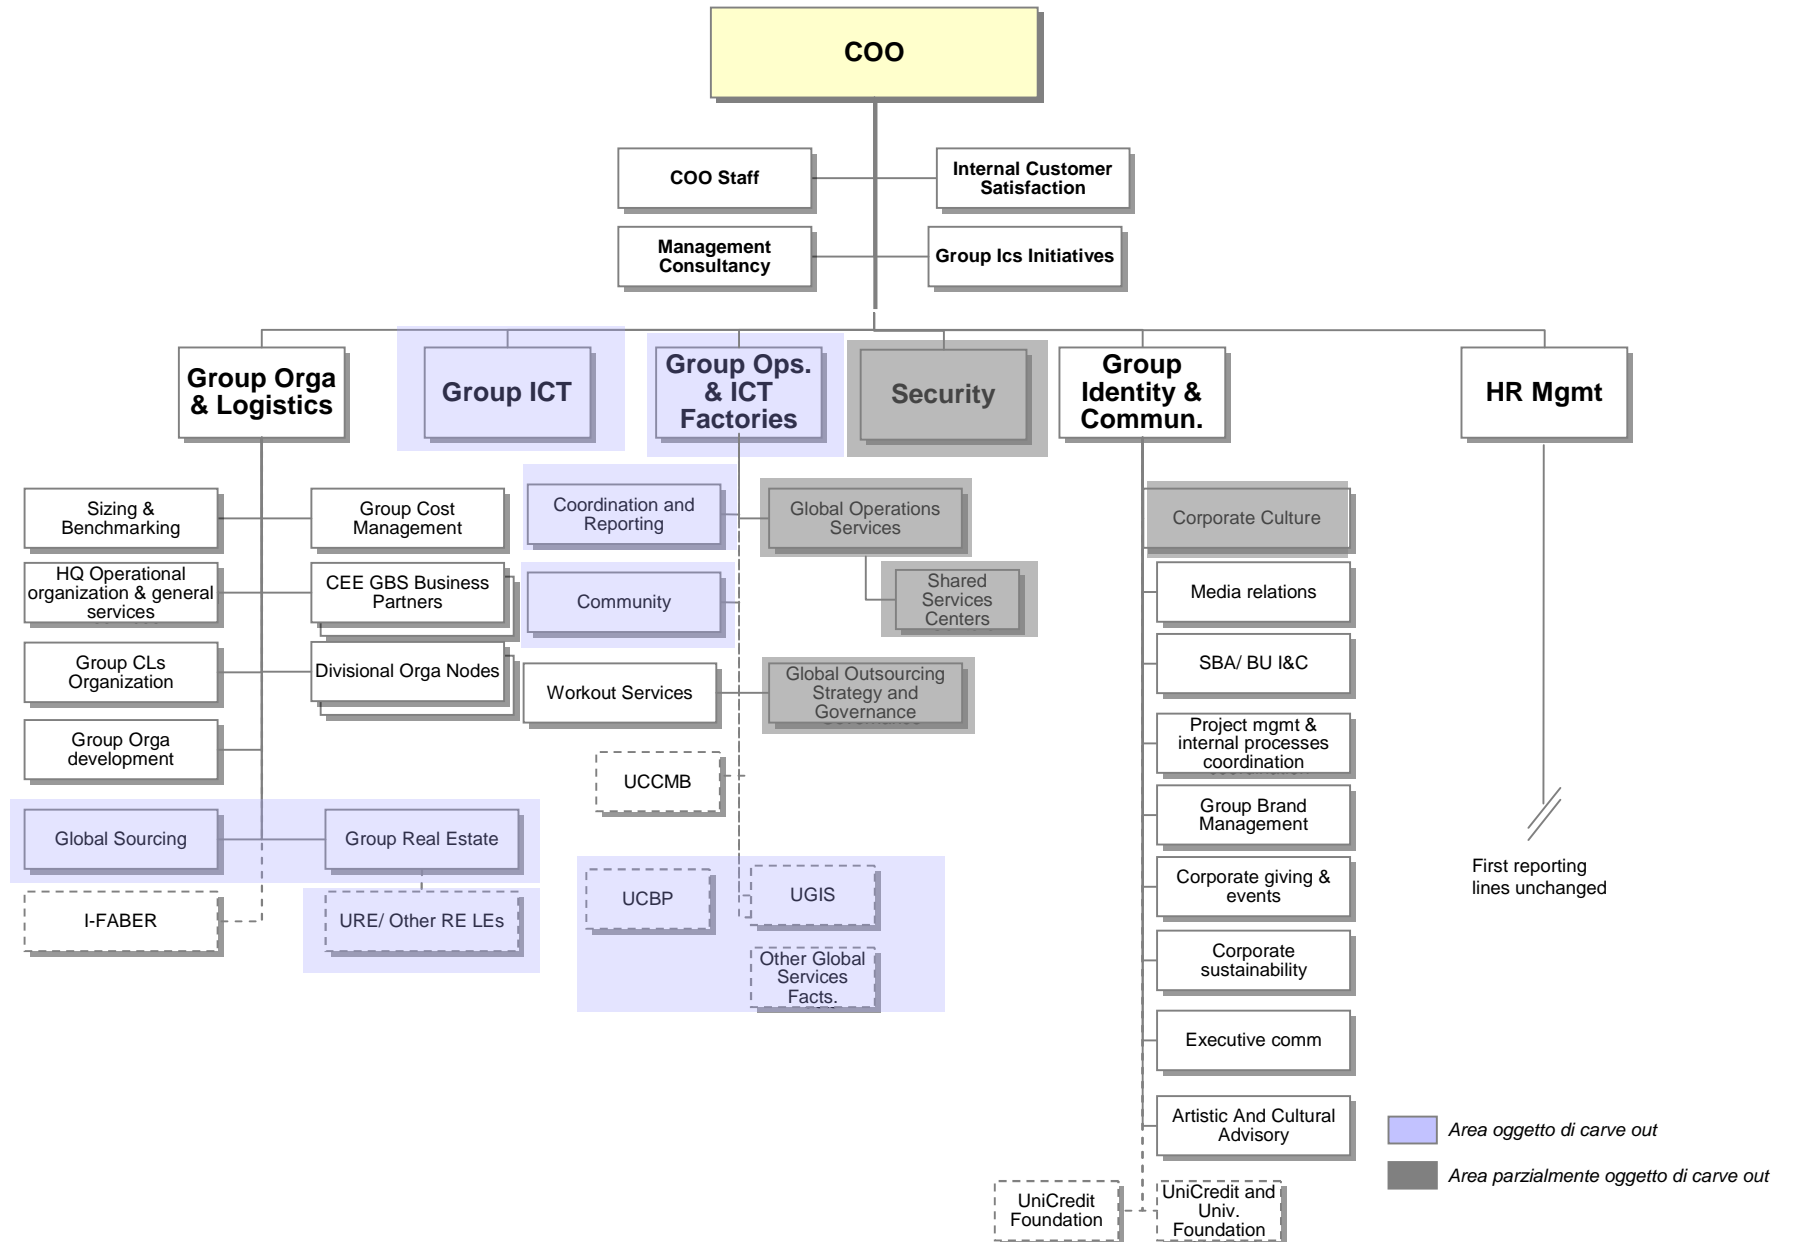 COO
COO Staff
Internal Customer
Satisfaction
Management
Consultancy
Group Ics Initiatives
Group Orga
& Logistics
Group ICT
Group Ops.
& ICT
Factories
Security
Group
Identity &
Commun.
HR Mgmt
Sizing &
Benchmarking
Group Cost
Management
HQ Operational
organization & general
services
CEE GBS Business
Partners
Group CLs
Organization
Divisional Orga Nodes
Group Orga
development
Global Sourcing
Group Real Estate
I-FABER
URE/ Other RE LEs
Coordination and
Reporting
Global Operations
Services
Community
Shared
Services
Centers
Workout Services
Global Outsourcing
Strategy and
Governance
UCCMB
UCBP
UGIS
Other Global
Services
Facts.
Corporate Culture
Media relations
SBA/ BU I&C
Project mgmt &
internal processes
coordination
Group Brand
Management
Corporate giving &
events
Corporate
sustainability
Executive comm
Artistic And Cultural
Advisory
UniCredit
Foundation
UniCredit and
Univ.
Foundation
First reporting
lines unchanged
Area oggetto di carve out
Area parzialmente oggetto di carve out